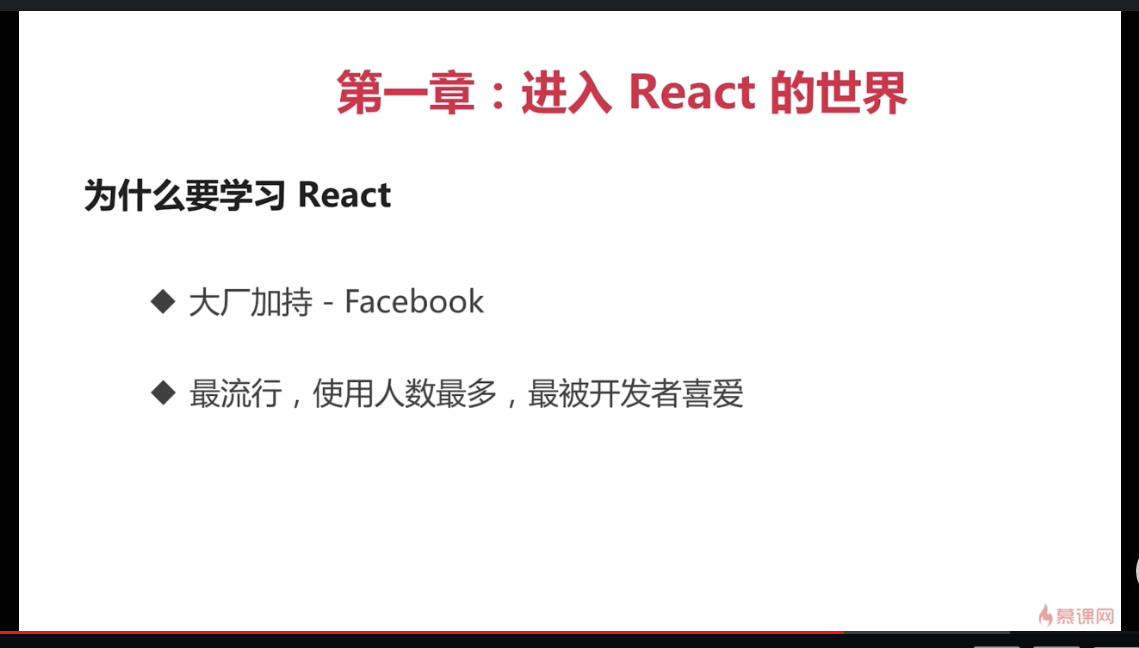 第一章：进入 React 的世界
为什么要学习 React
◆ 大厂加持 - Facebook
◆ 最流行，使用人数最多，最被开发者喜爱
慕课网